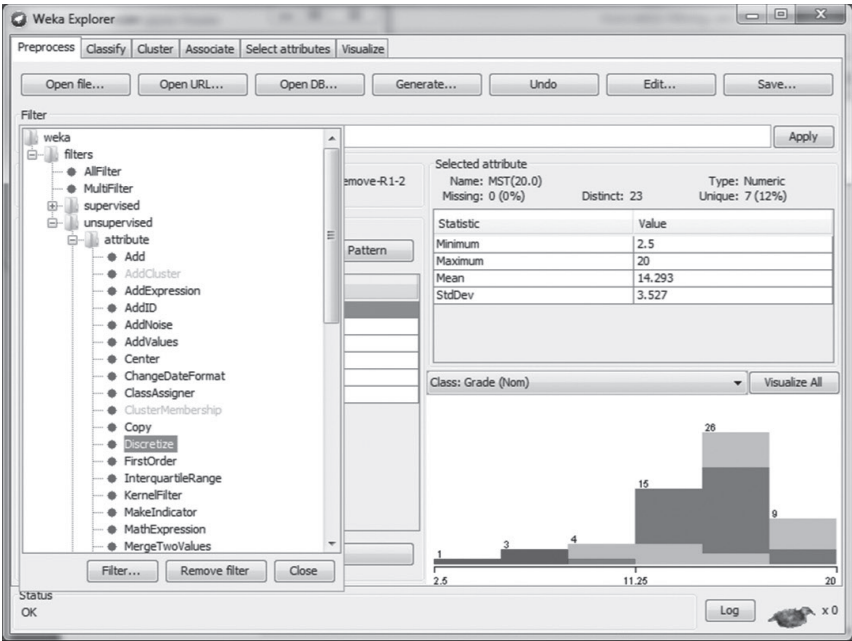 Weka Explorer
Preprocess Classify Cluster Associate Select attributes Visualize
Open file... Open URL... Open DB... Generate... Undo Edit... Save...
Filter
weka
filters
AllFilter
MultiFilter
supervised
unsupervised
attribute
Add
AddCluster
AddExpression
AddID
AddNoise
AddValues
Center
ChangeDateFormat
ClassAssigner
ClusterMembership
Copy
Discretize
FirstOrder
InterquartileRange
KernelFilter
MakeIndicator
MathExpression
MergeTwoValues
Filter... Remove filter Close
Apply
emove-R1-2
Pattern
Selected attribute
Name: MST(20.0) Type: Numeric
Missing: 0 (0%) Distinct: 23 Unique: 7 (12%)
Statistic Value
Minimum 2.5
Maximum 20
Mean 14.293
StdDev 3.527
Class: Grade (Nom) Visualize All
1 3 4 15 26 9
2.5 11.25 20
Status
OK
Log x 0